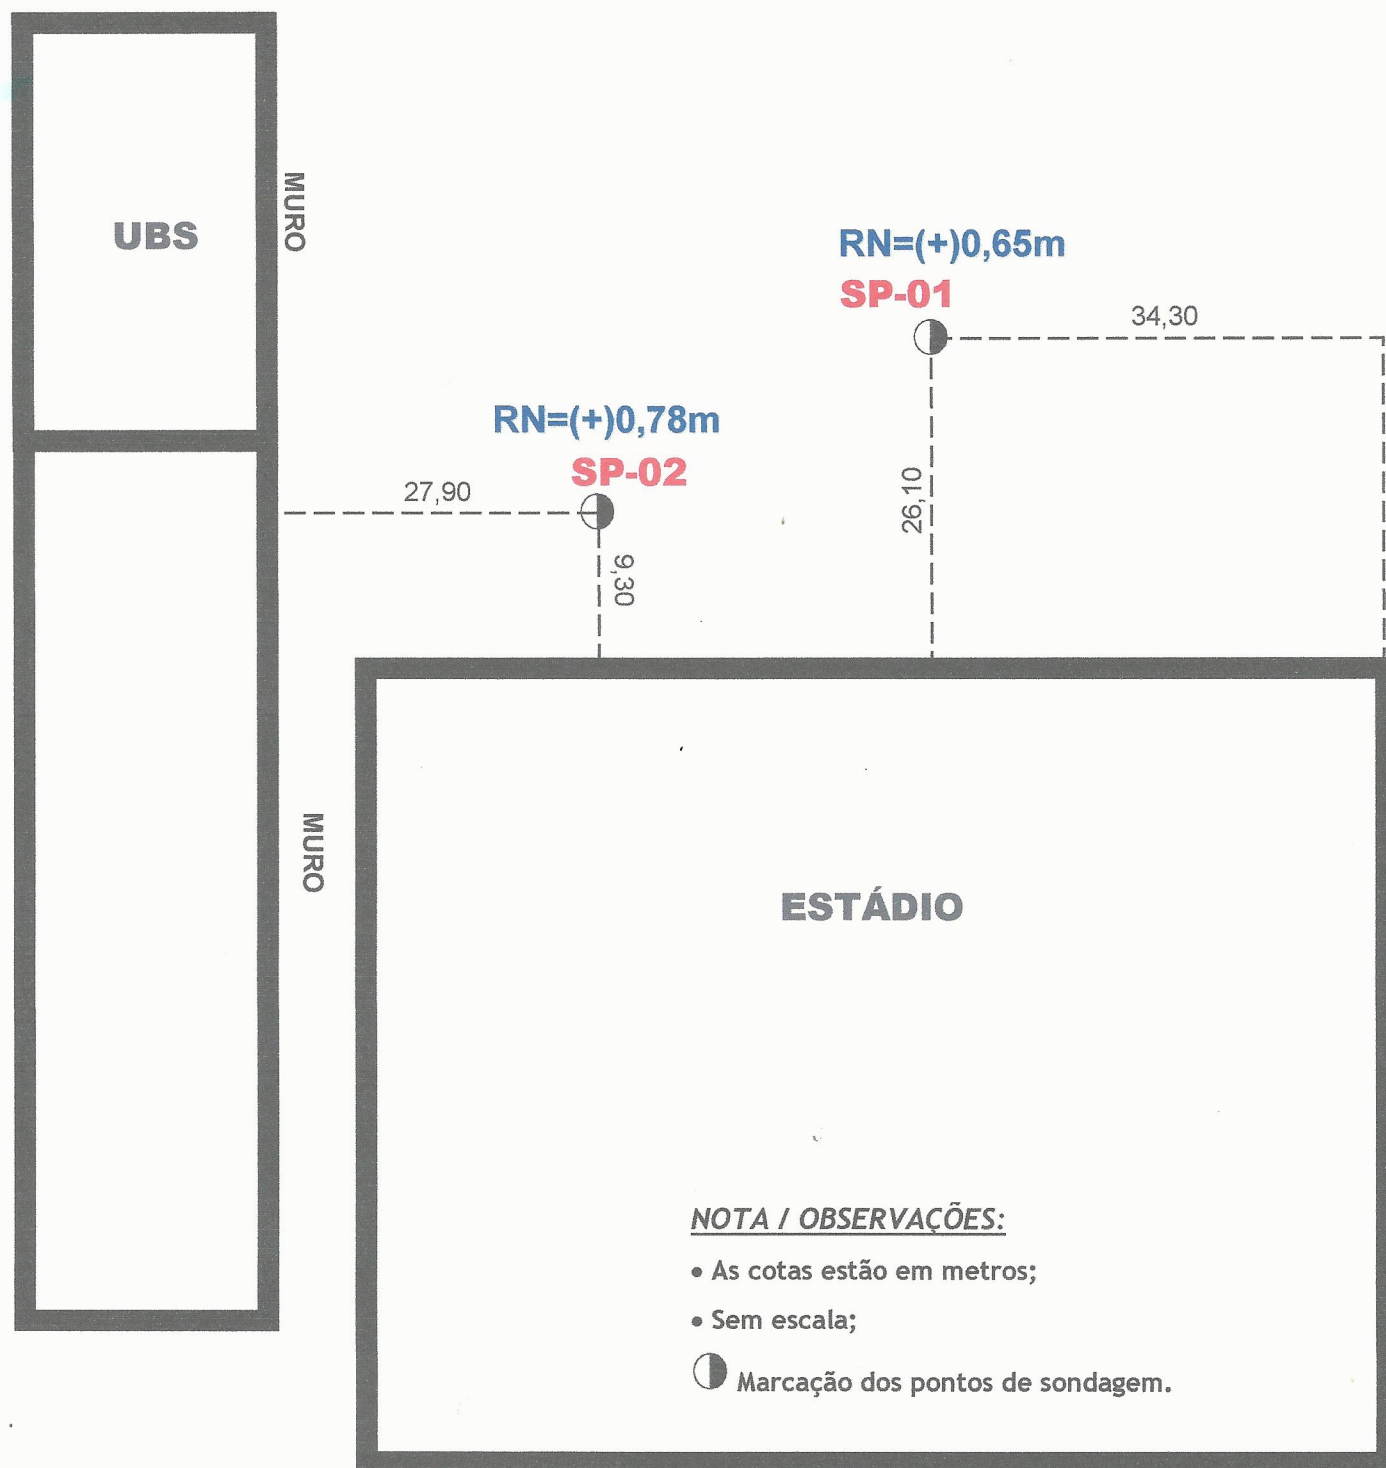 MURO
UBS
RN=(+)0,65m
SP-01
34,30
RN=(+)0,78m
SP-02
27,90
26,10
9,30
MURO
ESTÁDIO
NOTA / OBSERVAÇÕES:
• As cotas estão em metros;
• Sem escala;
Marcação dos pontos de sondagem.